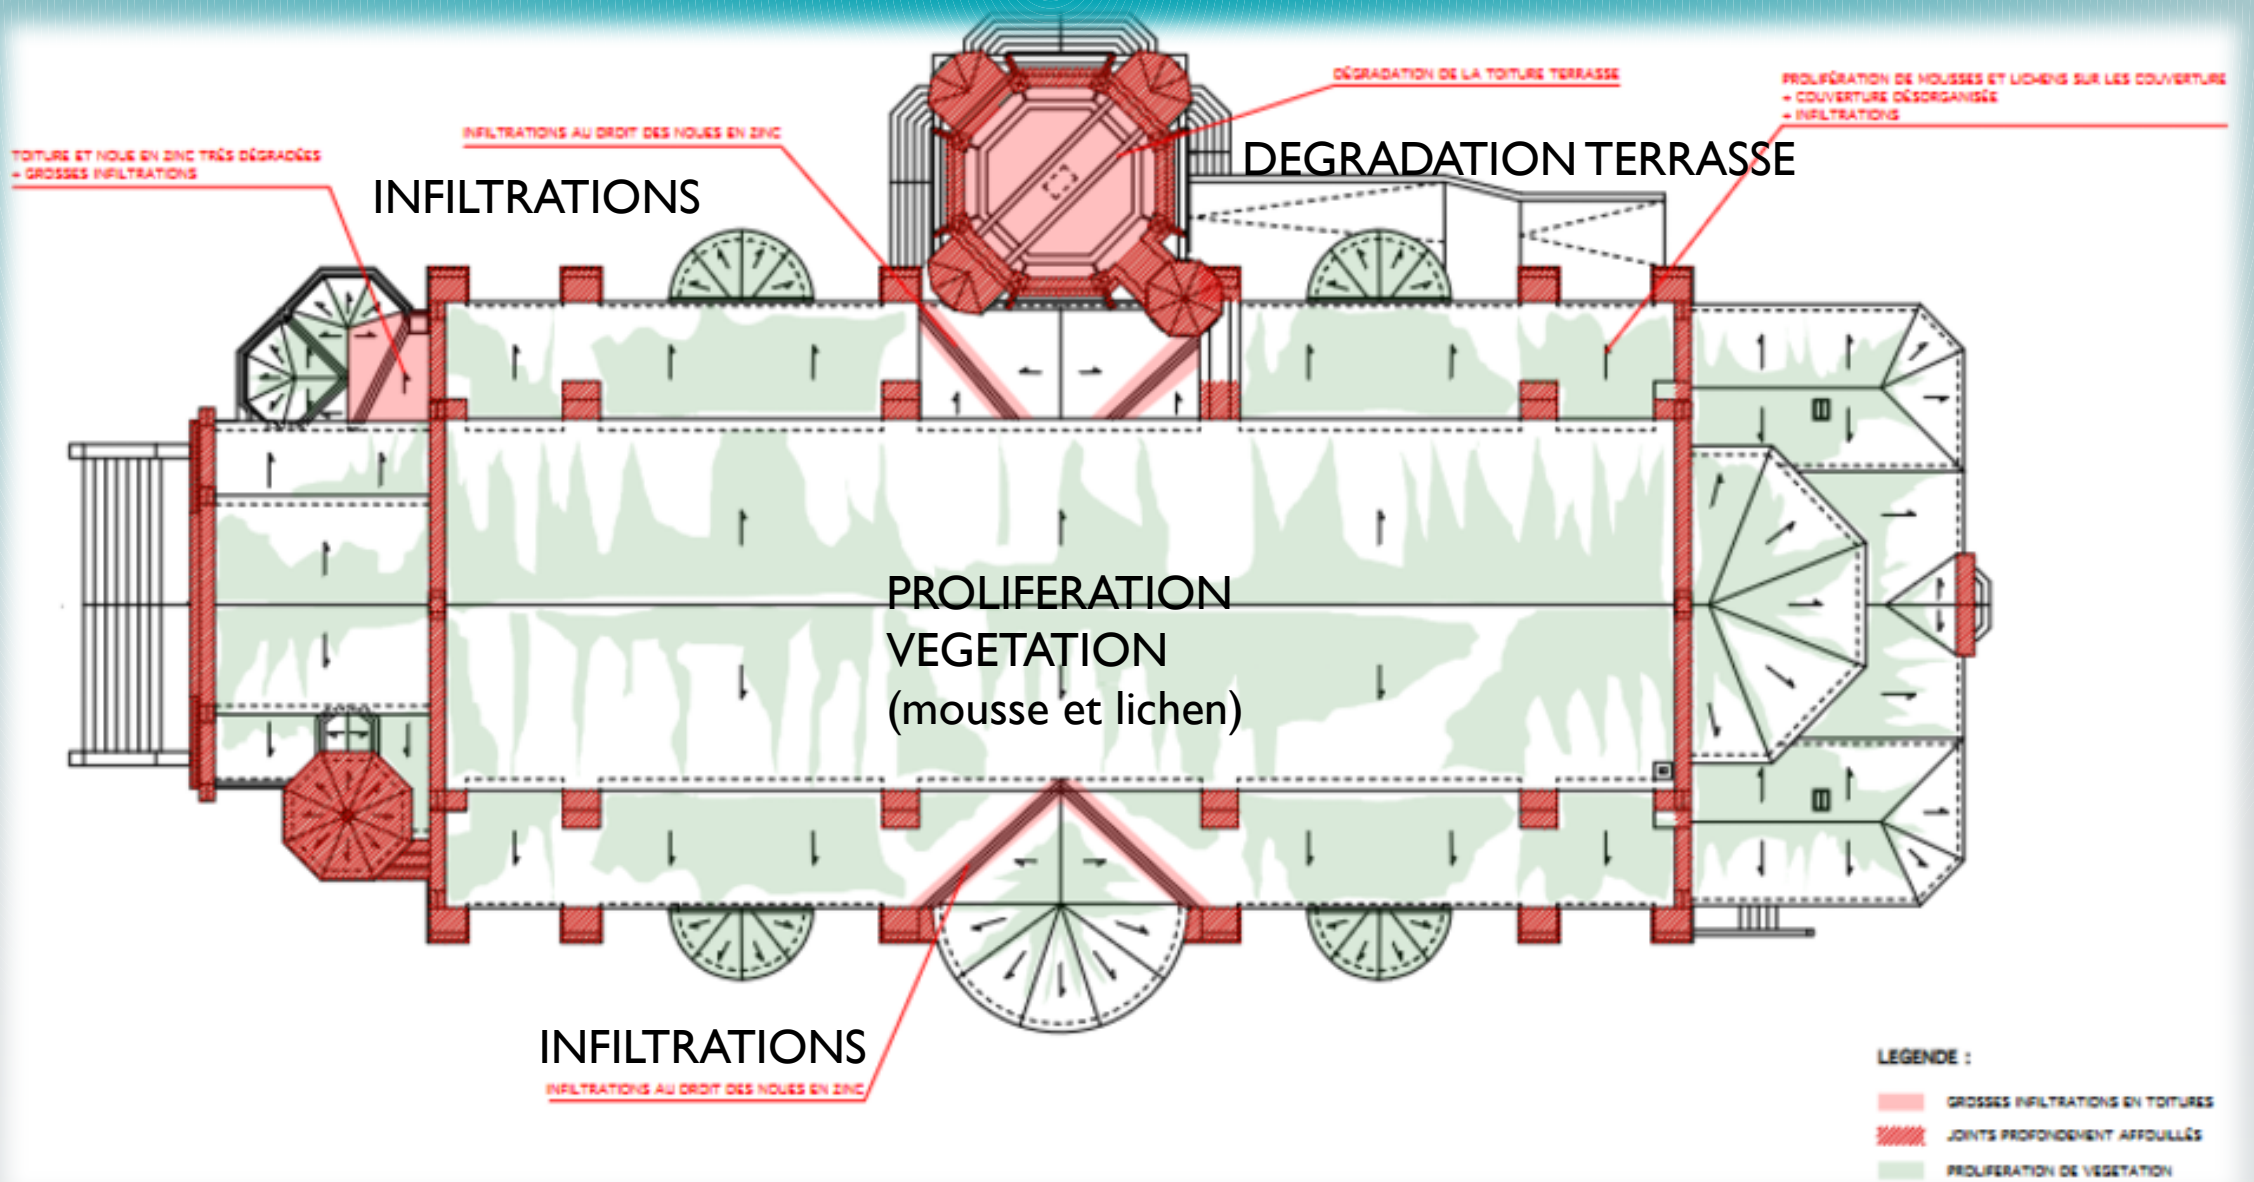 DÉGRADATION DE LA TOITURE TERRASSE
PROLIFÉRATION DE MOUSSES ET LICHENS SUR LES COUVERTURE
+ COUVERTURE DÉSORGANISÉE
+ INFILTRATIONS
INFILTRATIONS AU DROIT DES NOUES EN ZINC
TOITURE ET NOUE EN ZINC TRÈS DÉGRADÉES
+ GROSSES INFILTRATIONS
INFILTRATIONS
DEGRADATION TERRASSE
PROLIFERATION
VEGETATION
(mousse et lichen)
INFILTRATIONS
INFILTRATIONS AU DROIT DES NOUES EN ZINC
LEGENDE :
GROSSES INFILTRATIONS EN TOITURES
JOINTS PROFONDEMENT AFFOUILLÉS
PROLIFERATION DE VEGETATION